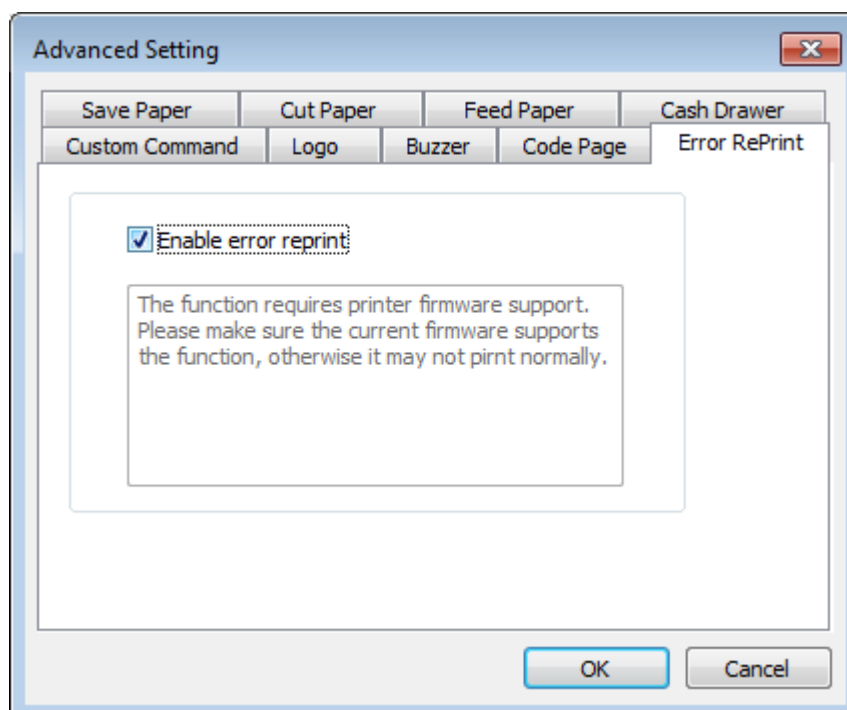 Advanced Setting
Save Paper Cut Paper Feed Paper Cash Drawer
Custom Command Logo Buzzer Code Page Error RePrint
Enable error reprint
The function requires printer firmware support.
Please make sure the current firmware supports
the function, otherwise it may not pirnt normally.
OK Cancel